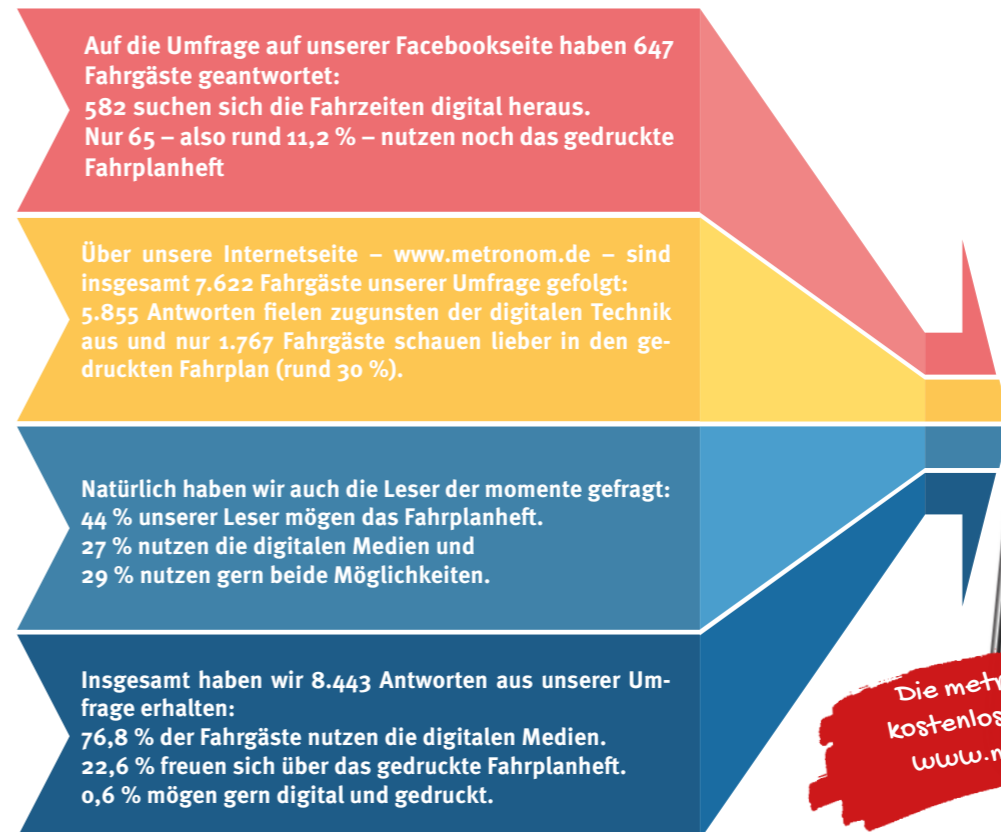 Auf die Umfrage auf unserer Facebookseite haben 647
Fahrgäste geantwortet:
582 suchen sich die Fahrzeiten digital heraus.
Nur 65 – also rund 11,2 % – nutzen noch das gedruckte
Fahrplanheft
Über unsere Internetseite – www.metronom.de – sind
insgesamt 7.622 Fahrgäste unserer Umfrage gefolgt:
5.855 Antworten fielen zugunsten der digitalen Technik
aus und nur 1.767 Fahrgäste schauen lieber in den ge-
druckten Fahrplan (rund 30 %).
Natürlich haben wir auch die Leser der momente gefragt:
44 % unserer Leser mögen das Fahrplanheft.
27 % nutzen die digitalen Medien und
29 % nutzen gern beide Möglichkeiten.
Insgesamt haben wir 8.443 Antworten aus unserer Um-
frage erhalten:
76,8 % der Fahrgäste nutzen die digitalen Medien.
22,6 % freuen sich über das gedruckte Fahrplanheft.
0,6 % mögen gern digital und gedruckt.
Die
kostenlos